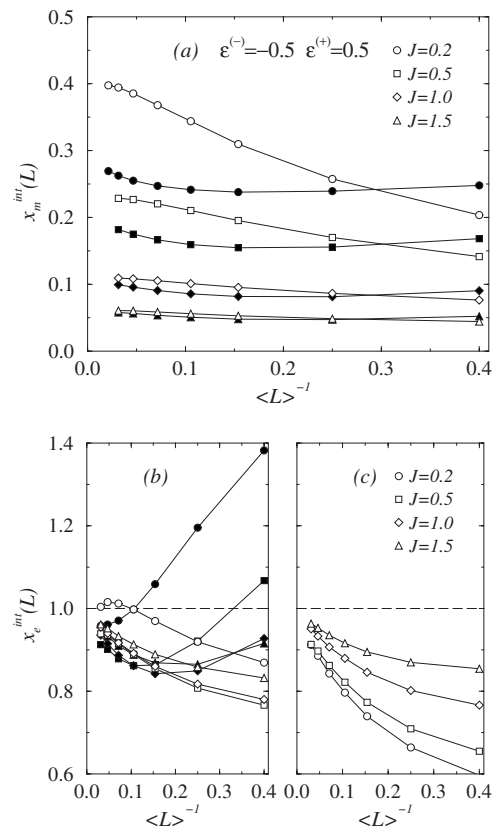 0.5
(a) ε(−)=−0.5 ε(+)=0.5
J=0.2
J=0.5
J=1.0
J=1.5
0.4
0.3
0.2
0.1
0.0
x_m^int(L)
0.0 0.1 0.2 0.3 0.4
<L>^-1
1.4
1.2
1.0
0.8
0.6
x_e^int(L)
(b)
(c)
J=0.2
J=0.5
J=1.0
J=1.5
0.0 0.1 0.2 0.3 0.4 0.0 0.1 0.2 0.3 0.4
<L>^-1 <L>^-1